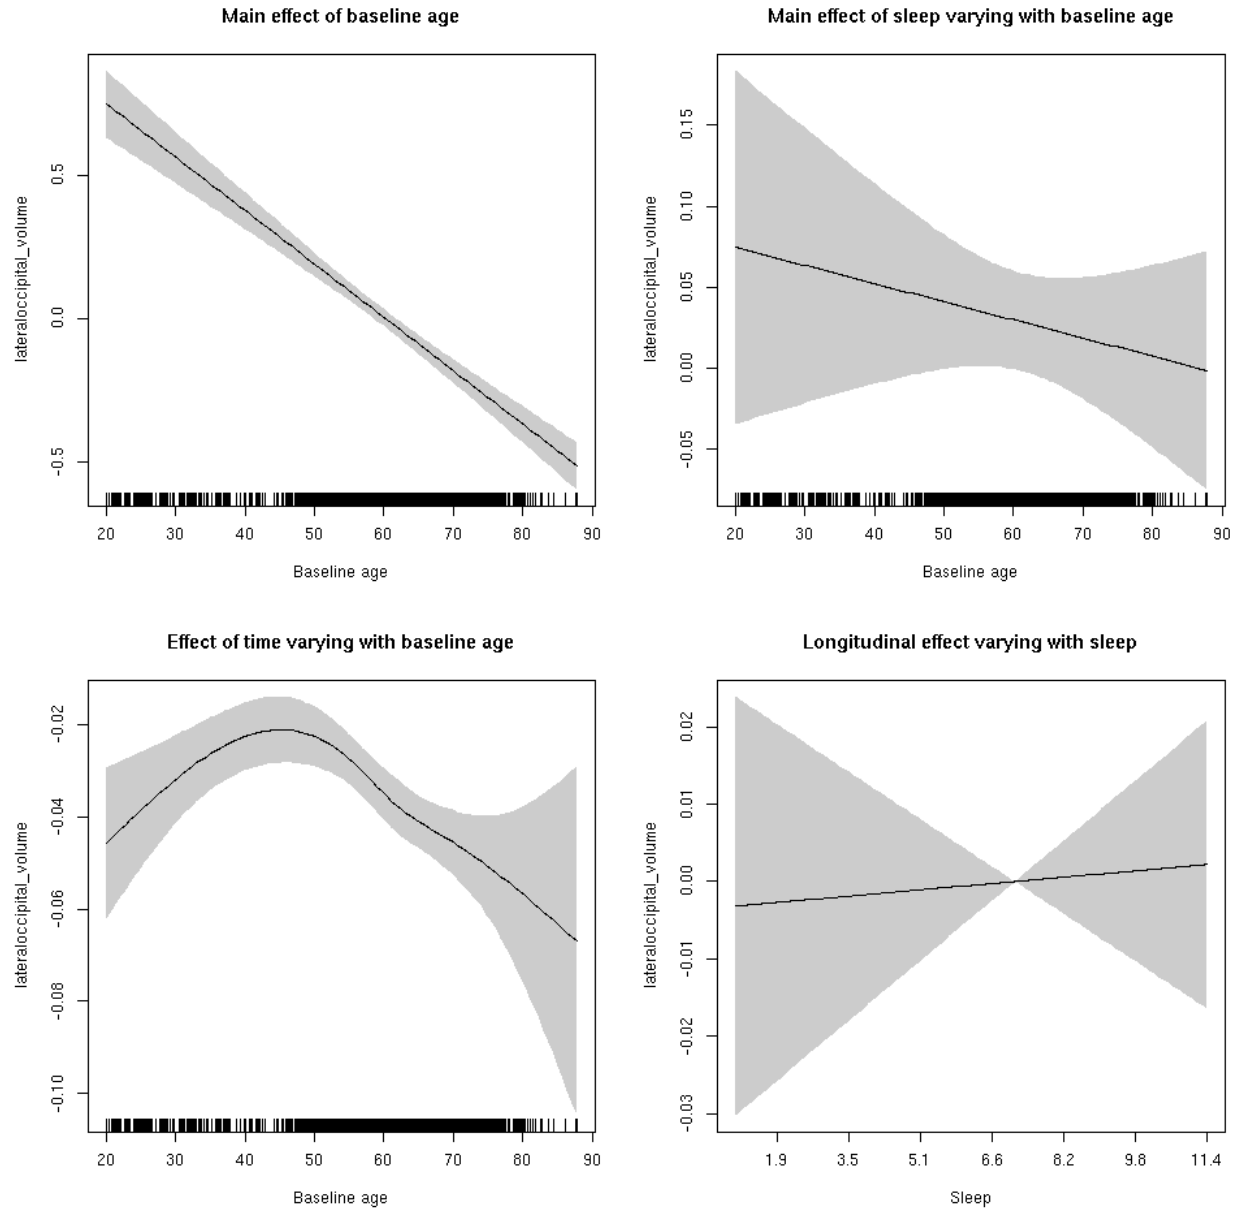 Main effect of baseline age
lateraloccipital_volume
0.5
0.0
-0.5
20 30 40 50 60 70 80 90
Baseline age
Main effect of sleep varying with baseline age
lateraloccipital_volume
0.15
0.10
0.05
0.00
-0.05
20 30 40 50 60 70 80 90
Baseline age
Effect of time varying with baseline age
lateraloccipital_volume
-0.02
-0.04
-0.06
-0.08
-0.10
20 30 40 50 60 70 80 90
Baseline age
Longitudinal effect varying with sleep
lateraloccipital_volume
0.02
0.01
0.00
-0.01
-0.02
-0.03
1.9 3.5 5.1 6.6 8.2 9.8 11.4
Sleep